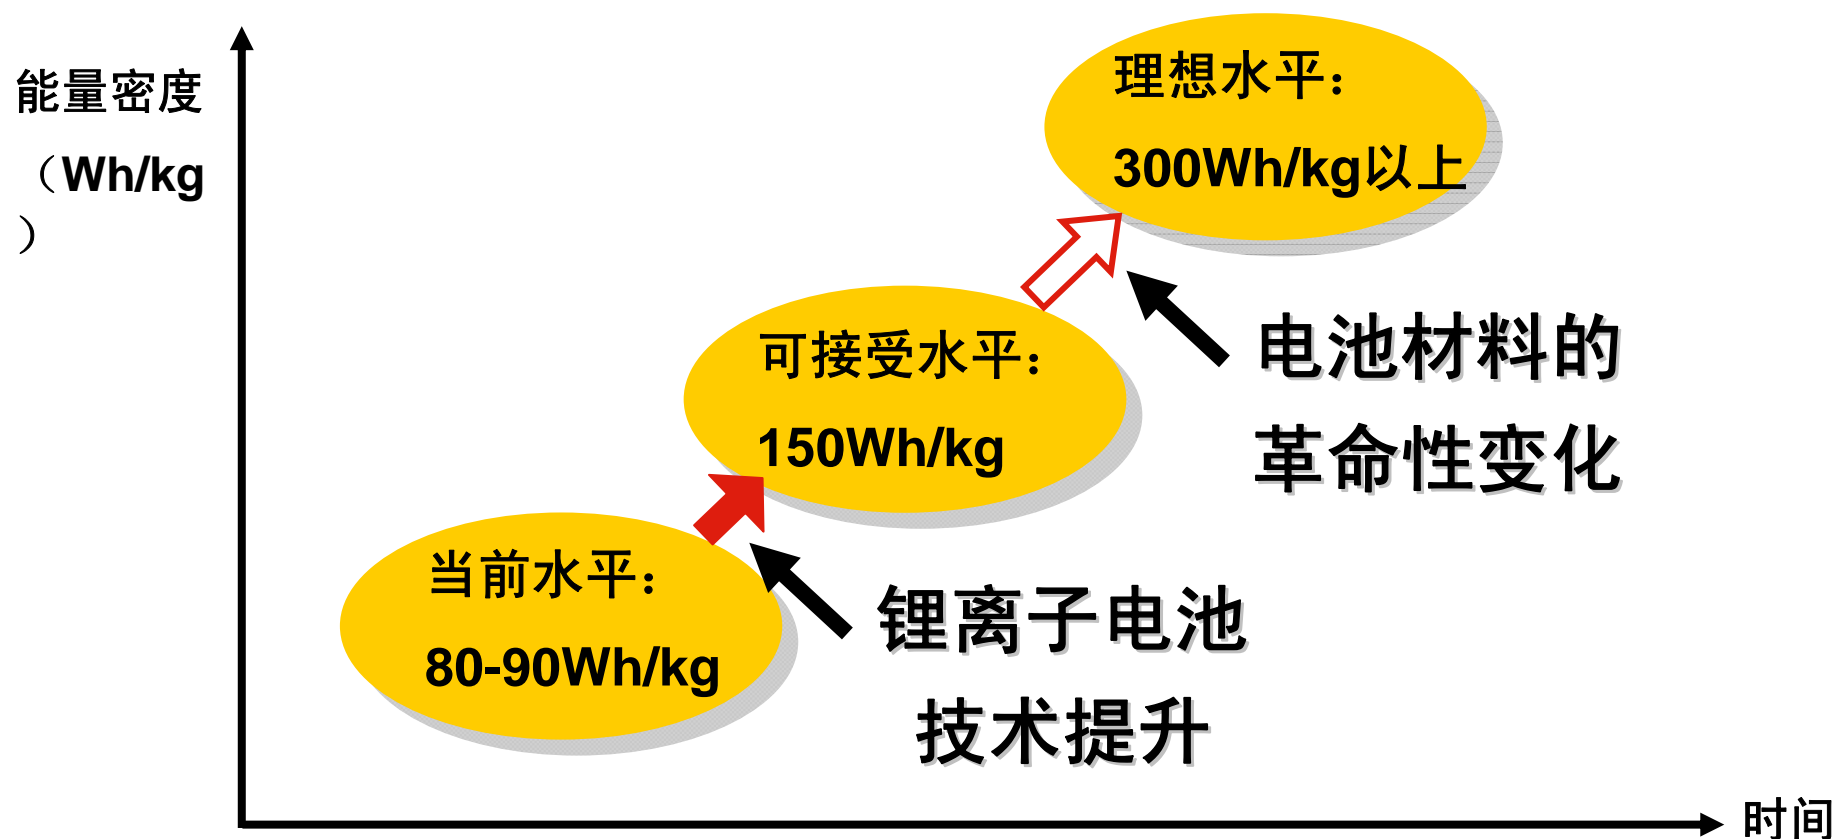 能量密度
（Wh/kg
）
理想水平：
300Wh/kg以上
可接受水平：
150Wh/kg
电池材料的
革命性变化
当前水平：
80-90Wh/kg
锂离子电池
技术提升
时间